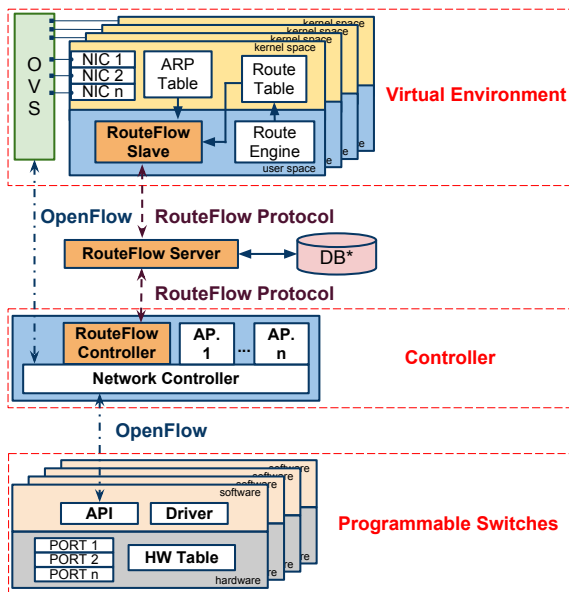 kernel space
kernel space
kernel space
kernel space
O
V
S
NIC 1
NIC 2
NIC n
ARP
Table
Route
Table
RouteFlow
Slave
Route
Engine
user space
Virtual Environment
OpenFlow
RouteFlow Protocol
RouteFlow Server
DB*
RouteFlow Protocol
RouteFlow
Controller
AP.
1
...
AP.
n
Network Controller
Controller
OpenFlow
software
software
software
software
API
Driver
PORT 1
PORT 2
PORT n
HW Table
hardware
Programmable Switches